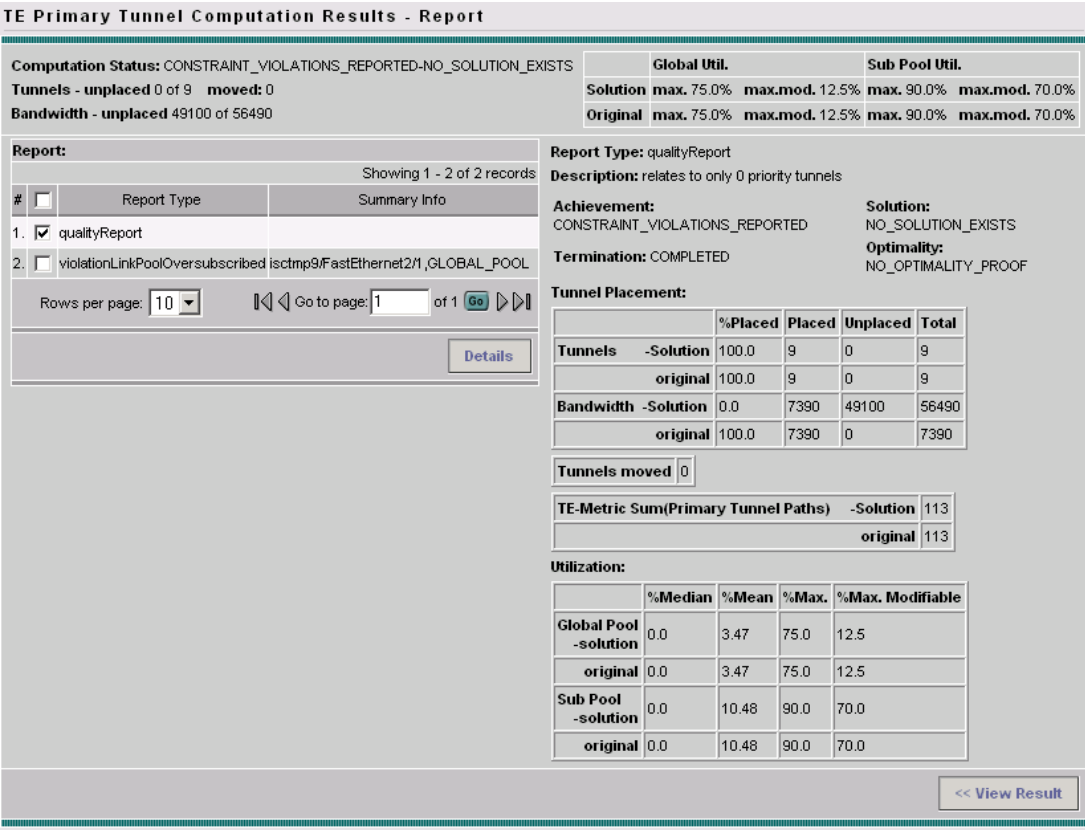 TE Primary Tunnel Computation Results - Report
Computation Status: CONSTRAINT_VIOLATIONS_REPORTED-NO_SOLUTION_EXISTS
Tunnels - unplaced 0 of 9 moved: 0
Bandwidth - unplaced 49100 of 56490
Global Util. Sub Pool Util.
Solution max. 75.0% max.mod. 12.5% max. 90.0% max.mod. 70.0%
Original max. 75.0% max.mod. 12.5% max. 90.0% max.mod. 70.0%
Report:
Showing 1 - 2 of 2 records
# Report Type Summary Info
1. qualityReport
2. violationLinkPoolOversubscribed isctmp9/FastEthernet2/1,GLOBAL_POOL
Rows per page: 10 Go to page: 1 of 1 Go
Details
Report Type: qualityReport
Description: relates to only 0 priority tunnels
Achievement: Solution:
CONSTRAINT_VIOLATIONS_REPORTED NO_SOLUTION_EXISTS
Termination: COMPLETED Optimality:
NO_OPTIMALITY_PROOF
Tunnel Placement:
%Placed Placed Unplaced Total
Tunnels -Solution 100.0 9 0 9
original 100.0 9 0 9
Bandwidth -Solution 0.0 7390 49100 56490
original 100.0 7390 0 7390
Tunnels moved 0
TE-Metric Sum(Primary Tunnel Paths) -Solution 113
original 113
Utilization:
%Median %Mean %Max. %Max. Modifiable
Global Pool
-solution 0.0 3.47 75.0 12.5
original 0.0 3.47 75.0 12.5
Sub Pool
-solution 0.0 10.48 90.0 70.0
original 0.0 10.48 90.0 70.0
<< View Result